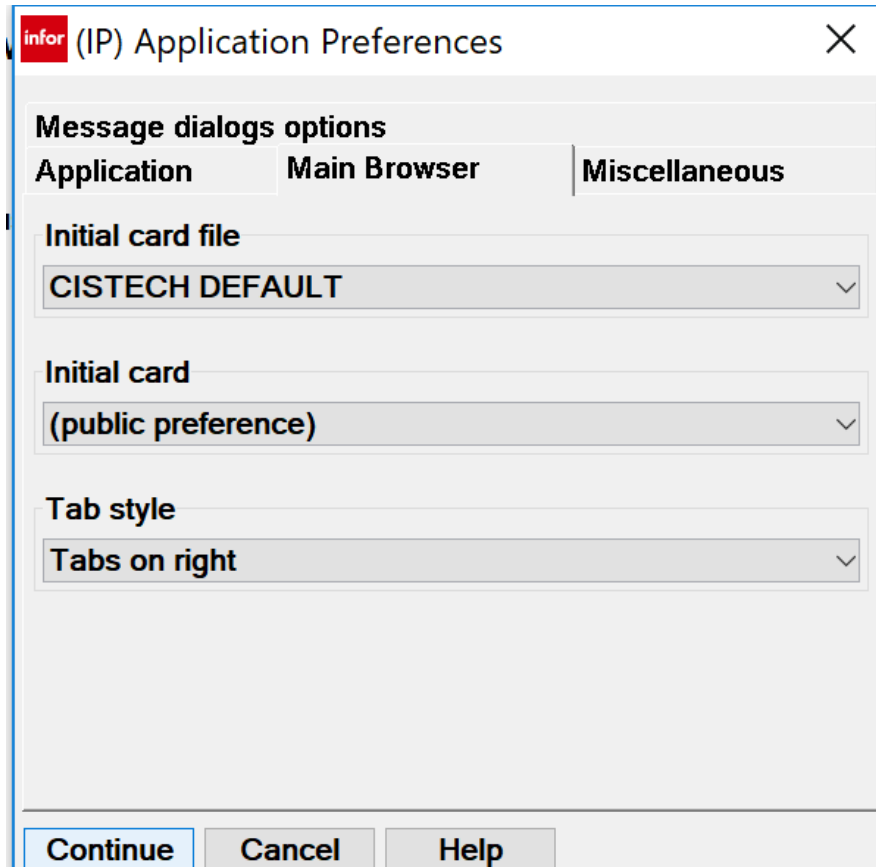 infor (IP) Application Preferences
Message dialogs options
Application Main Browser Miscellaneous
Initial card file
CISTECH DEFAULT
Initial card
(public preference)
Tab style
Tabs on right
Continue Cancel Help